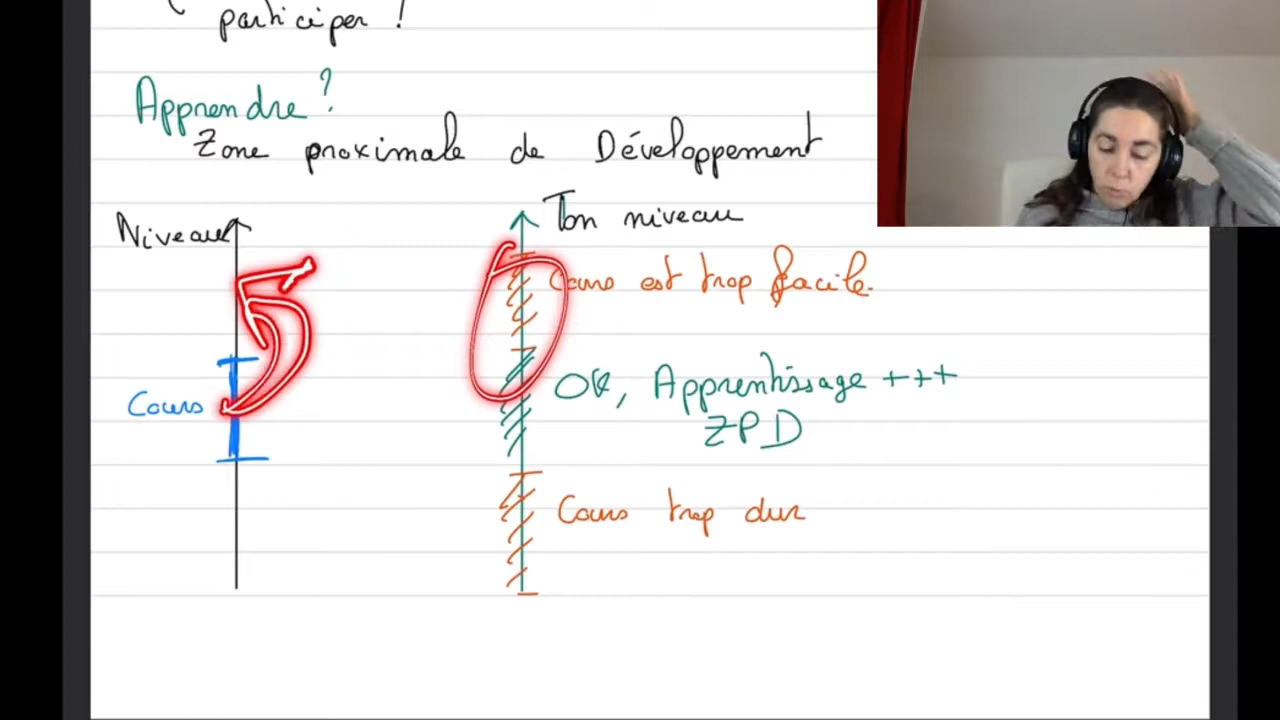 participer !
Apprendre ?
Zone proximale de Développement
Niveau
Ton niveau
Cours est trop facile.
Cours
OK, Apprentissage +++
ZPD
Cours trop dur